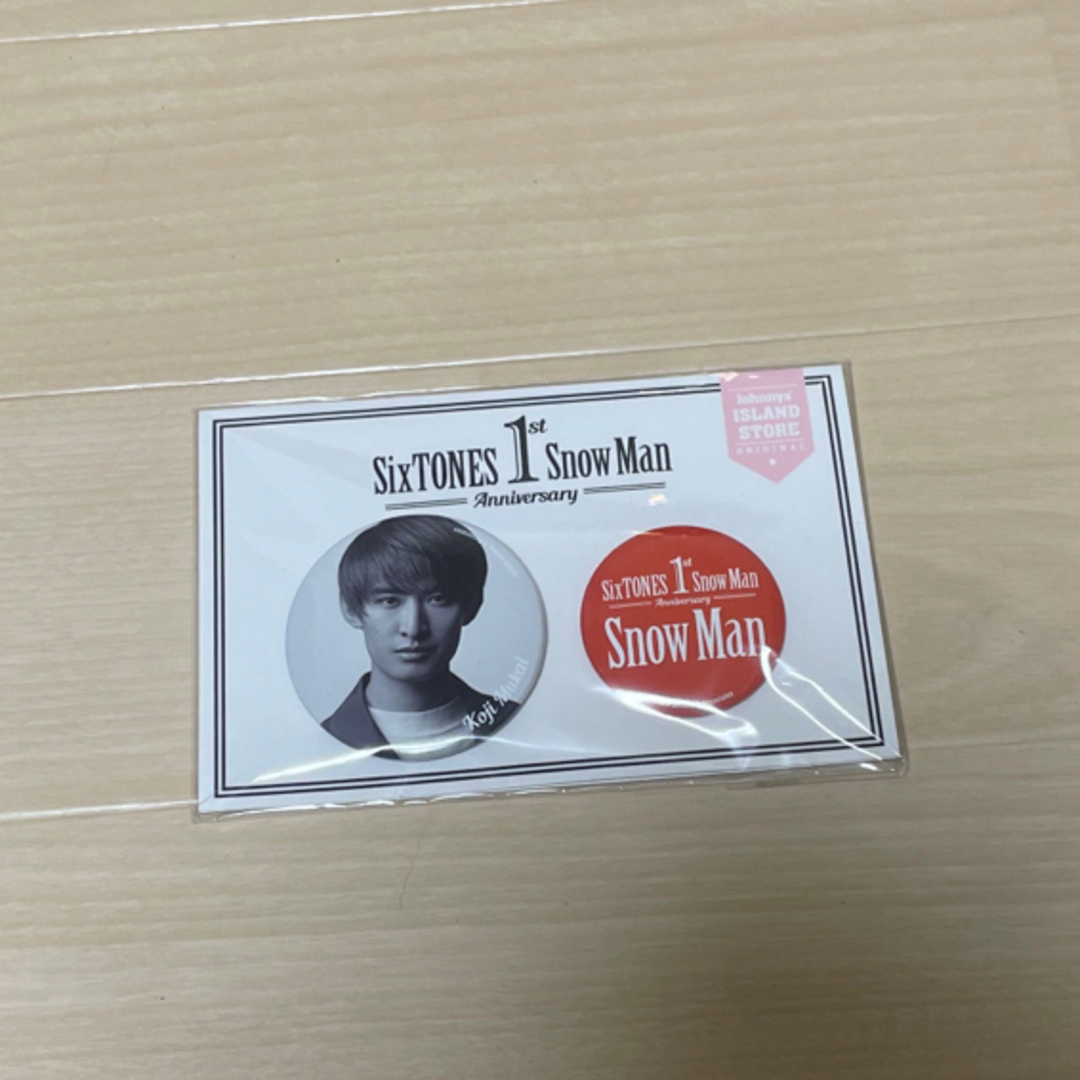 Johnnys'
ISLAND
STORE
ORIGINAL
SixTONES 1st Snow Man
Anniversary
Koji Mukai
SixTONES 1st Snow Man
Anniversary
Snow Man